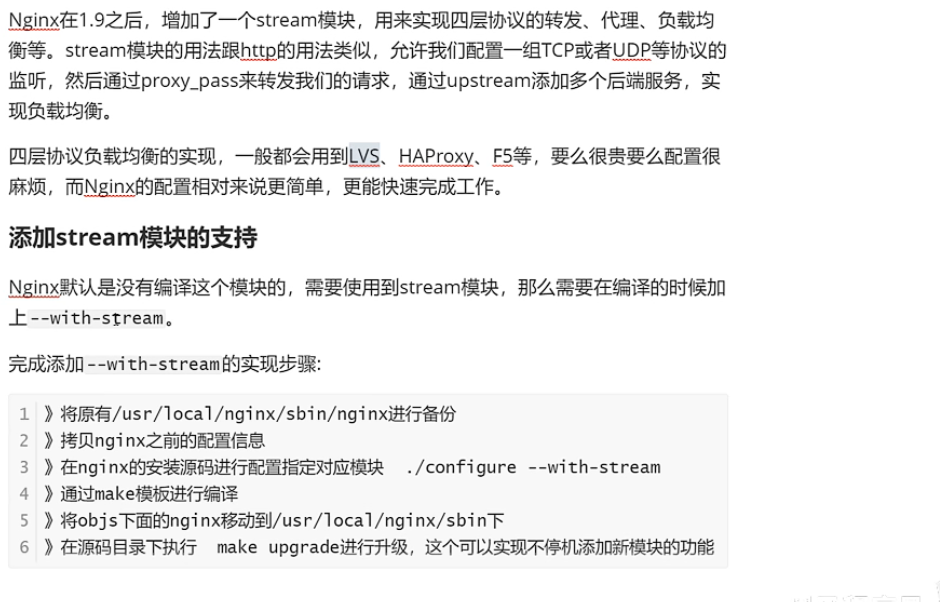 Nginx在1.9之后，增加了一个stream模块，用来实现四层协议的转发、代理、负载均
衡等。stream模块的用法跟http的用法类似，允许我们配置一组TCP或者UDP等协议的
监听，然后通过proxy_pass来转发我们的请求，通过upstream添加多个后端服务，实
现负载均衡。
四层协议负载均衡的实现，一般都会用到LVS、HAProxy、F5等，要么很贵要么配置很
麻烦，而Nginx的配置相对来说更简单，更能快速完成工作。
添加stream模块的支持
Nginx默认是没有编译这个模块的，需要使用到stream模块，那么需要在编译的时候加
上--with-stream。
完成添加--with-stream的实现步骤:
1 》将原有/usr/local/nginx/sbin/nginx进行备份
2 》拷贝nginx之前的配置信息
3 》在nginx的安装源码进行配置指定对应模块 ./configure --with-stream
4 》通过make模板进行编译
5 》将objs下面的nginx移动到/usr/local/nginx/sbin下
6 》在源码目录下执行 make upgrade进行升级，这个可以实现不停机添加新模块的功能